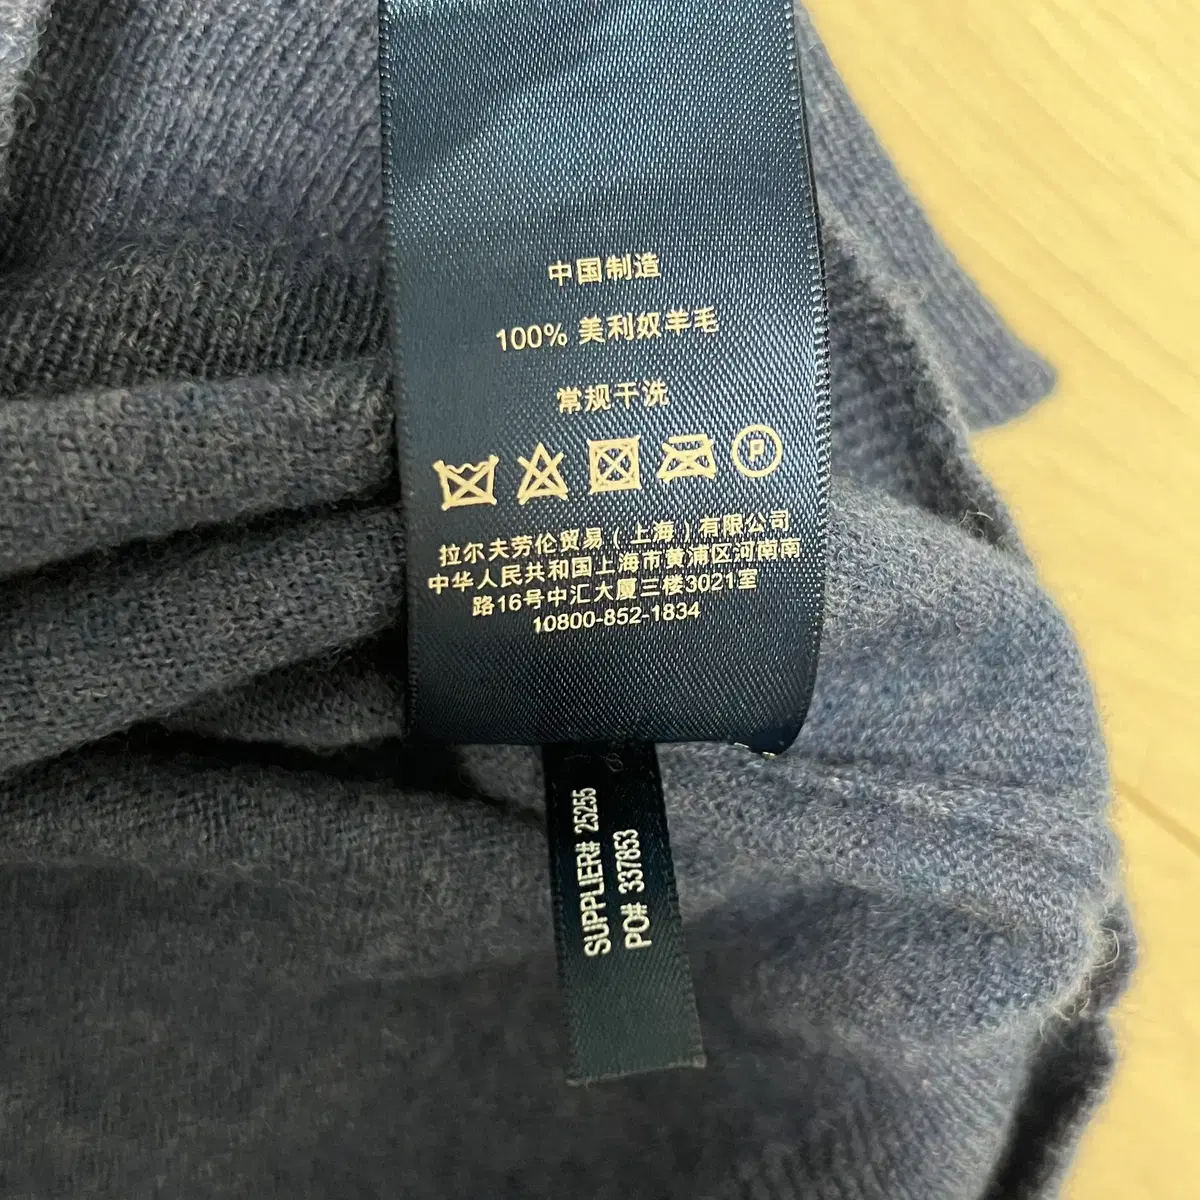 中国制造
100% 美利奴羊毛
常规干洗
P
拉尔夫劳伦贸易（上海）有限公司
中华人民共和国上海市黄浦区河南南
路16号中汇大厦三楼3021室
10800-852-1834
SUPPLIER# 25255
PO# 337853